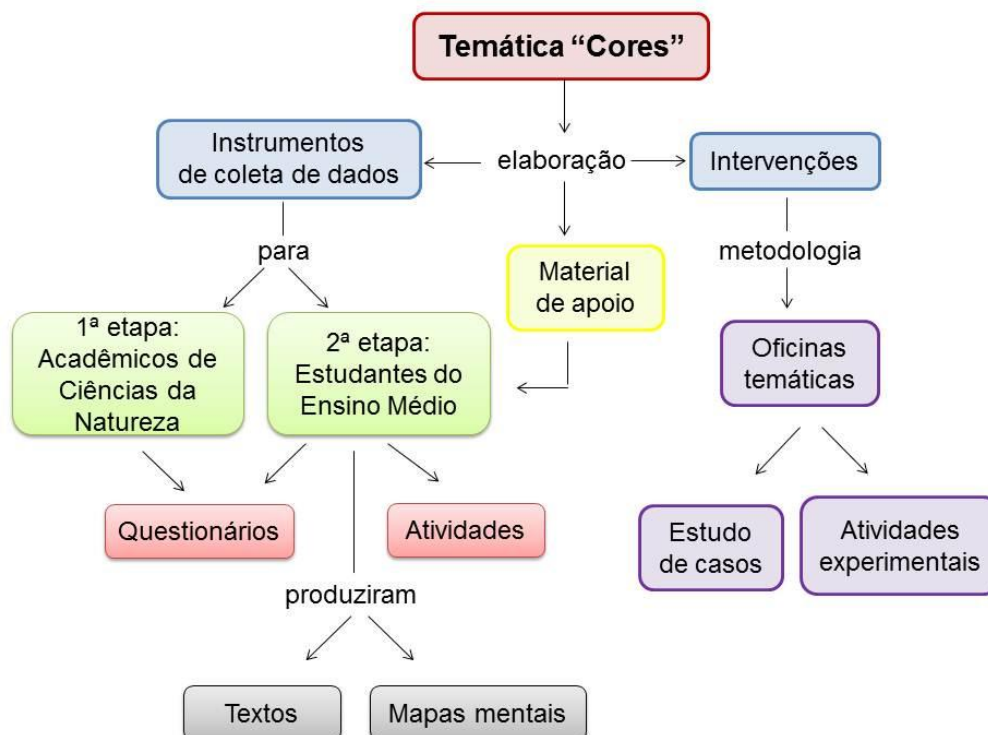 Temática “Cores”
Instrumentos
de coleta de dados
elaboração
Intervenções
para
Material
de apoio
metodologia
1ª etapa:
Acadêmicos de
Ciências da
Natureza
2ª etapa:
Estudantes do
Ensino Médio
Oficinas
temáticas
Questionários
Atividades
Estudo
de casos
Atividades
experimentais
produziram
Textos
Mapas mentais